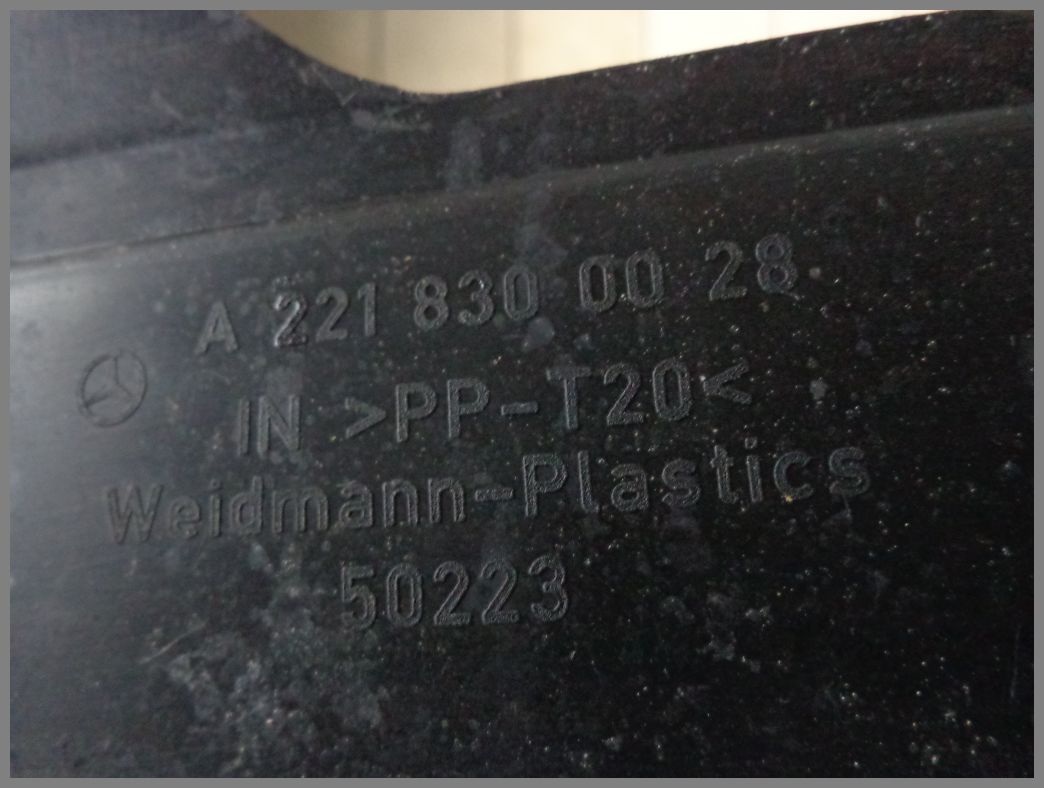 A 221 830 00 28
IN >PP-T20<
Weidmann-Plastics
50223